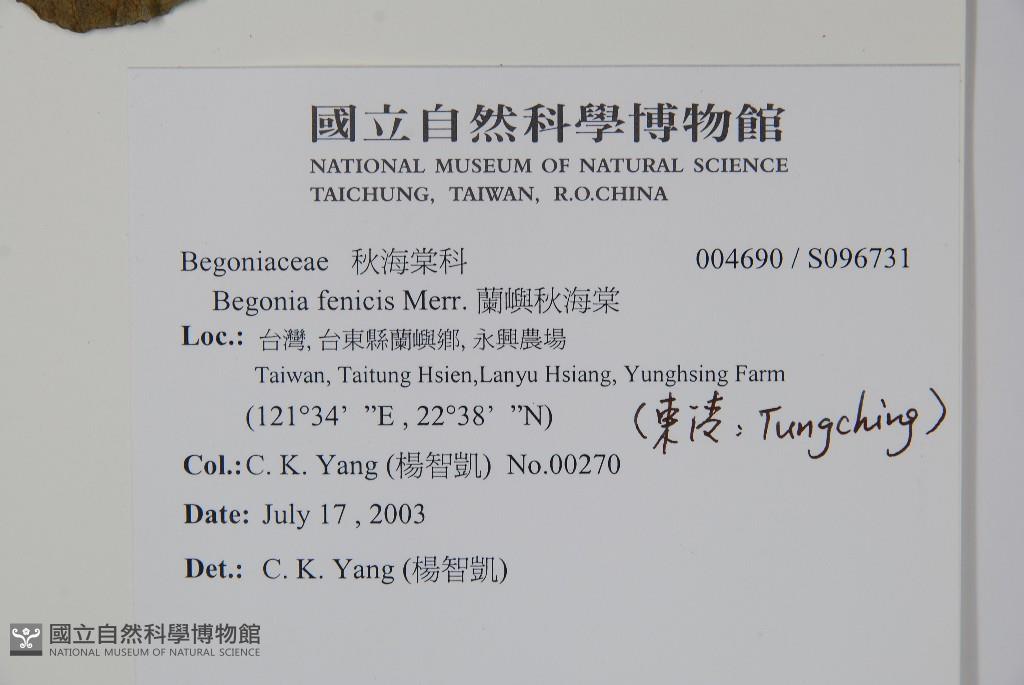 國立自然科學博物館
NATIONAL MUSEUM OF NATURAL SCIENCE
TAICHUNG, TAIWAN, R.O.CHINA
Begoniaceae 秋海棠科 004690 / S096731
Begonia fenicis Merr. 蘭嶼秋海棠
Loc.: 台灣, 台東縣蘭嶼鄉, 永興農場
Taiwan, Taitung Hsien,Lanyu Hsiang, Yunghsing Farm
(121°34’ ”E , 22°38’ ”N) (東清: Tungching)
Col.: C. K. Yang (楊智凱) No.00270
Date: July 17 , 2003
Det.: C. K. Yang (楊智凱)
國立自然科學博物館
NATIONAL MUSEUM OF NATURAL SCIENCE